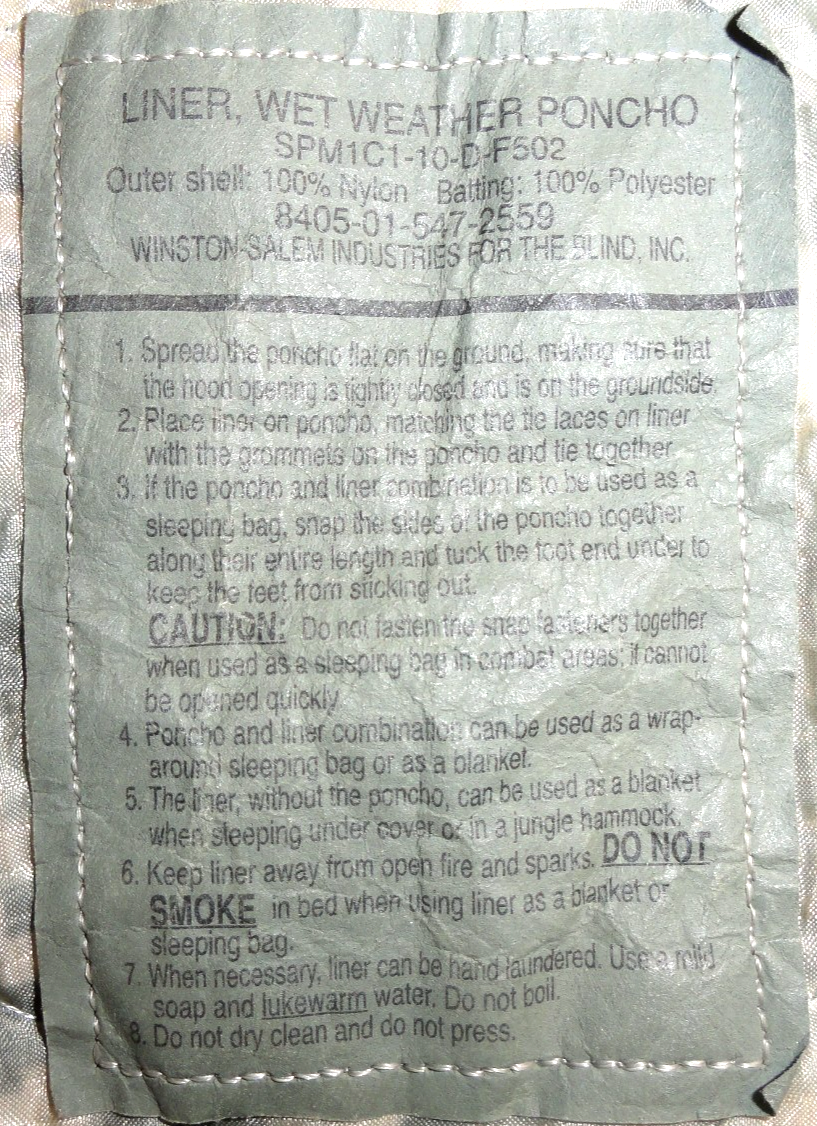 LINER, WET WEATHER PONCHO
SPM1C1-10-D-F502
Outer shell: 100% Nylon Batting: 100% Polyester
8405-01-547-2559
WINSTON-SALEM INDUSTRIES FOR THE BLIND, INC.
1. Spread the poncho flat on the ground, making sure that
the hood opening is tightly closed and is on the groundside.
2. Place liner on poncho, matching the tie laces on liner
with the grommets on the poncho and tie together.
3. If the poncho and liner combination is to be used as a
sleeping bag, snap the sides of the poncho together
along their entire length and tuck the foot end under to
keep the feet from sticking out.
CAUTION: Do not fasten the snap fasteners together
when used as a sleeping bag in combat areas; it cannot
be opened quickly.
4. Poncho and liner combination can be used as a wrap-
around sleeping bag or as a blanket.
5. The liner, without the poncho, can be used as a blanket
when sleeping under cover or in a jungle hammock.
6. Keep liner away from open fire and sparks. DO NOT
SMOKE in bed when using liner as a blanket or
sleeping bag.
7. When necessary, liner can be hand laundered. Use a mild
soap and lukewarm water. Do not boil.
8. Do not dry clean and do not press.